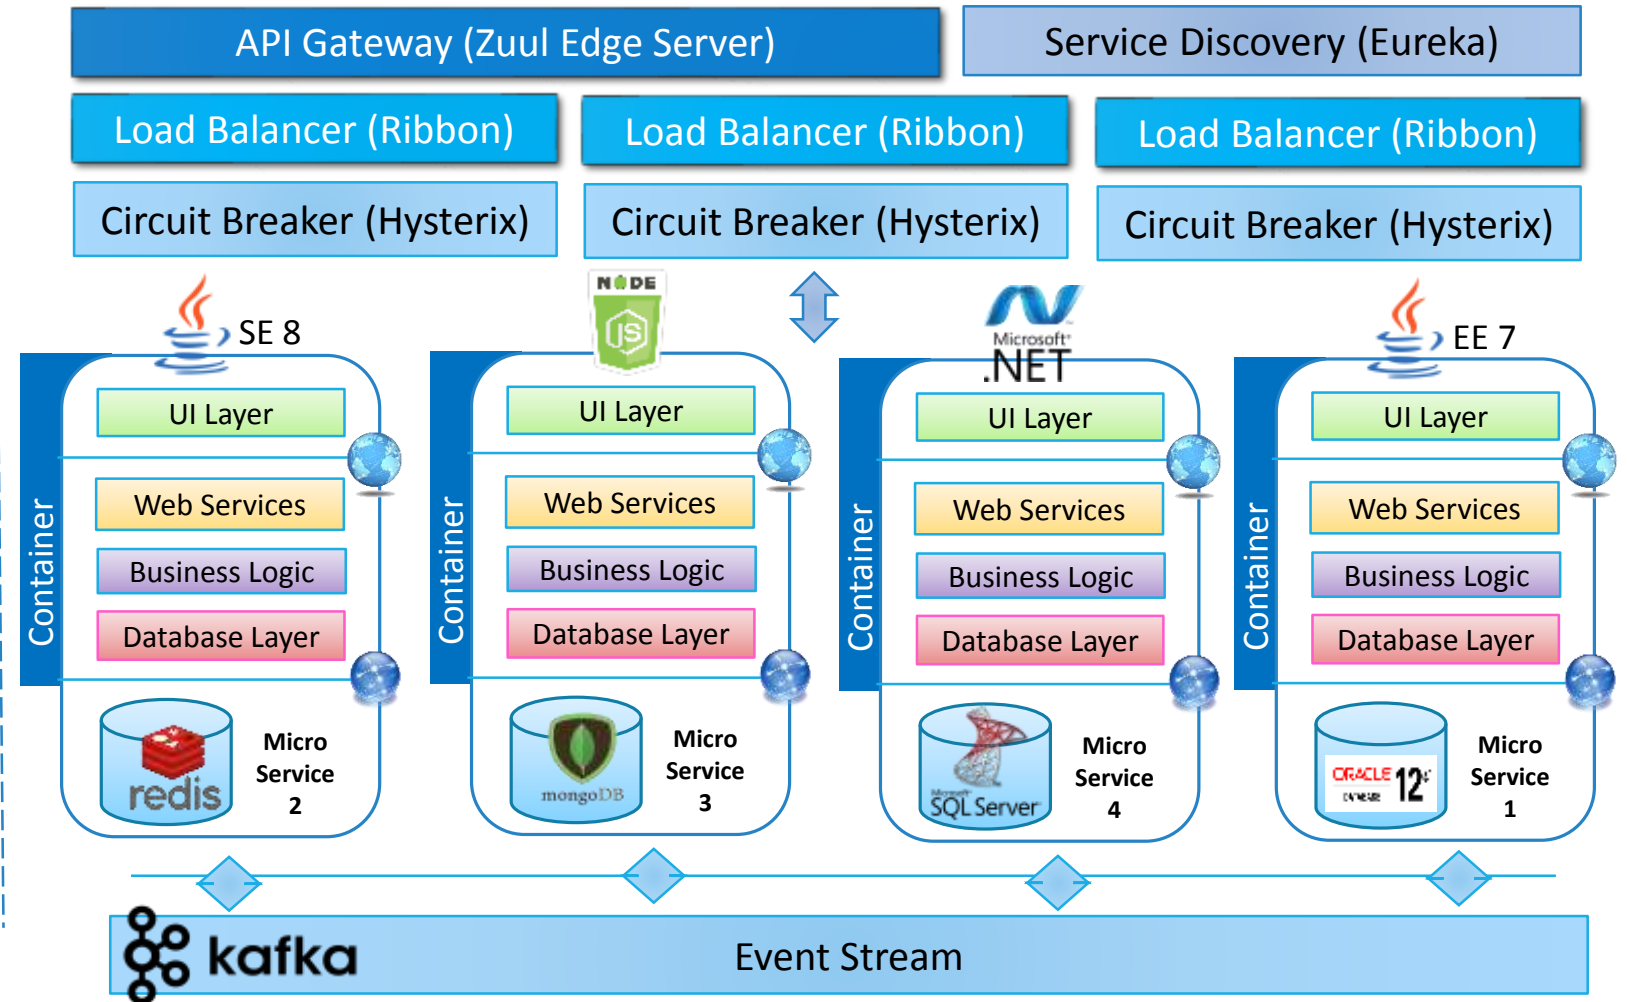 API Gateway (Zuul Edge Server)
Service Discovery (Eureka)
Load Balancer (Ribbon)
Load Balancer (Ribbon)
Load Balancer (Ribbon)
Circuit Breaker (Hysterix)
Circuit Breaker (Hysterix)
Circuit Breaker (Hysterix)
SE 8
Container
UI Layer
Web Services
Business Logic
Database Layer
redis
Micro
Service
2
NODE
JS
Container
UI Layer
Web Services
Business Logic
Database Layer
mongoDB
Micro
Service
3
Microsoft
.NET
Container
UI Layer
Web Services
Business Logic
Database Layer
Microsoft
SQL Server
Micro
Service
4
EE 7
Container
UI Layer
Web Services
Business Logic
Database Layer
ORACLE
DATABASE
12c
Micro
Service
1
kafka
Event Stream